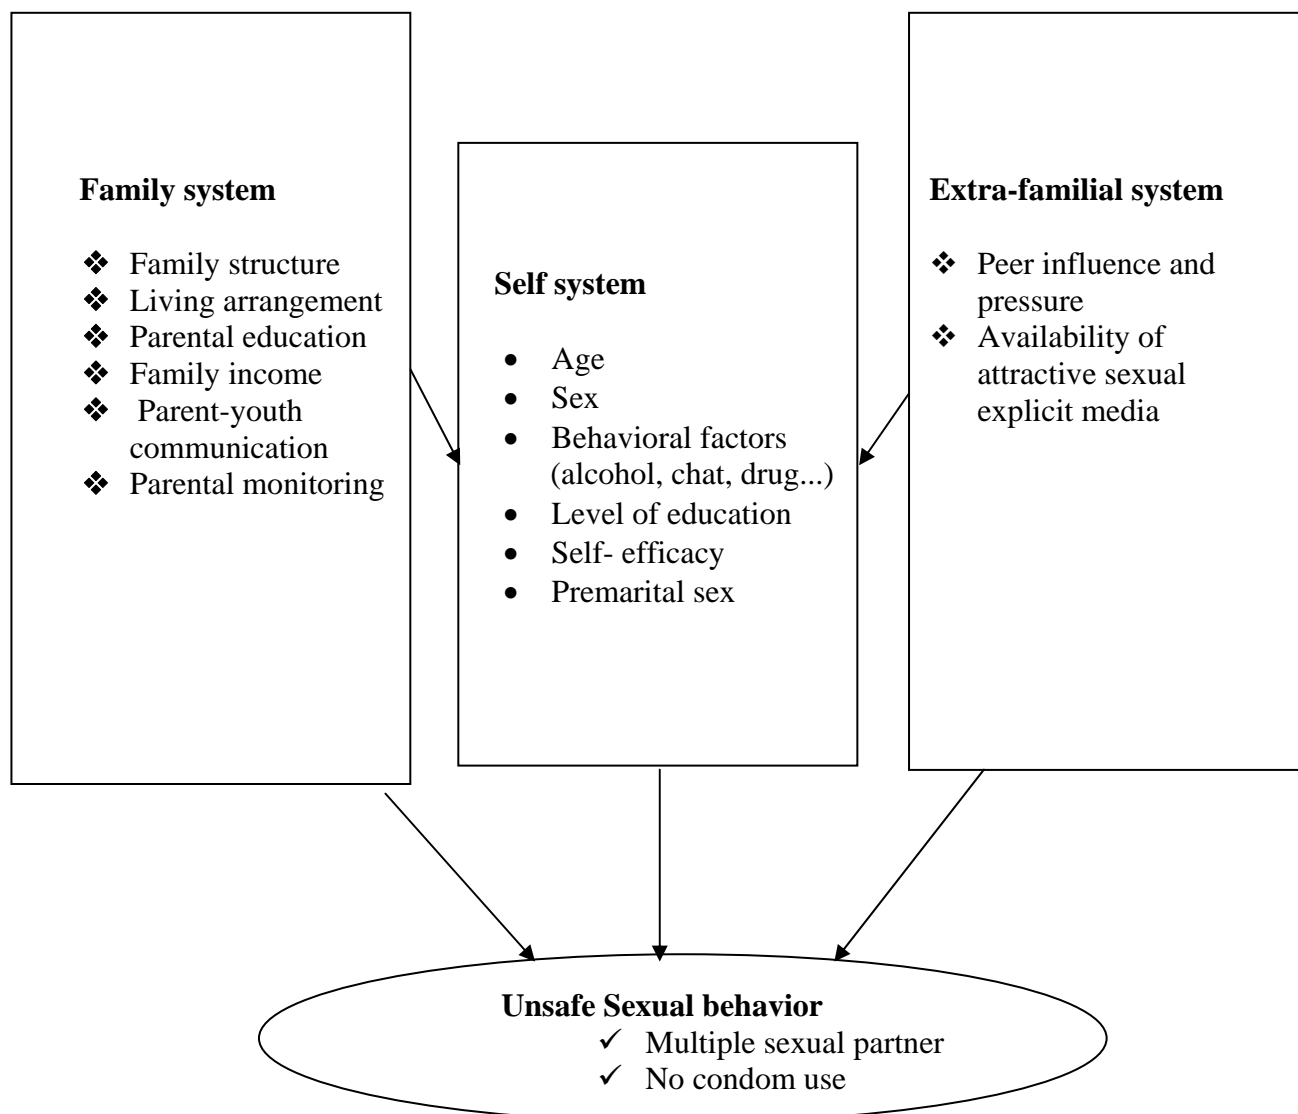 Family system
❖ Family structure
❖ Living arrangement
❖ Parental education
❖ Family income
❖ Parent-youth
communication
❖ Parental monitoring
Self system
• Age
• Sex
• Behavioral factors
(alcohol, chat, drug...)
• Level of education
• Self- efficacy
• Premarital sex
Extra-familial system
❖ Peer influence and
pressure
❖ Availability of
attractive sexual
explicit media
Unsafe Sexual behavior
✓ Multiple sexual partner
✓ No condom use